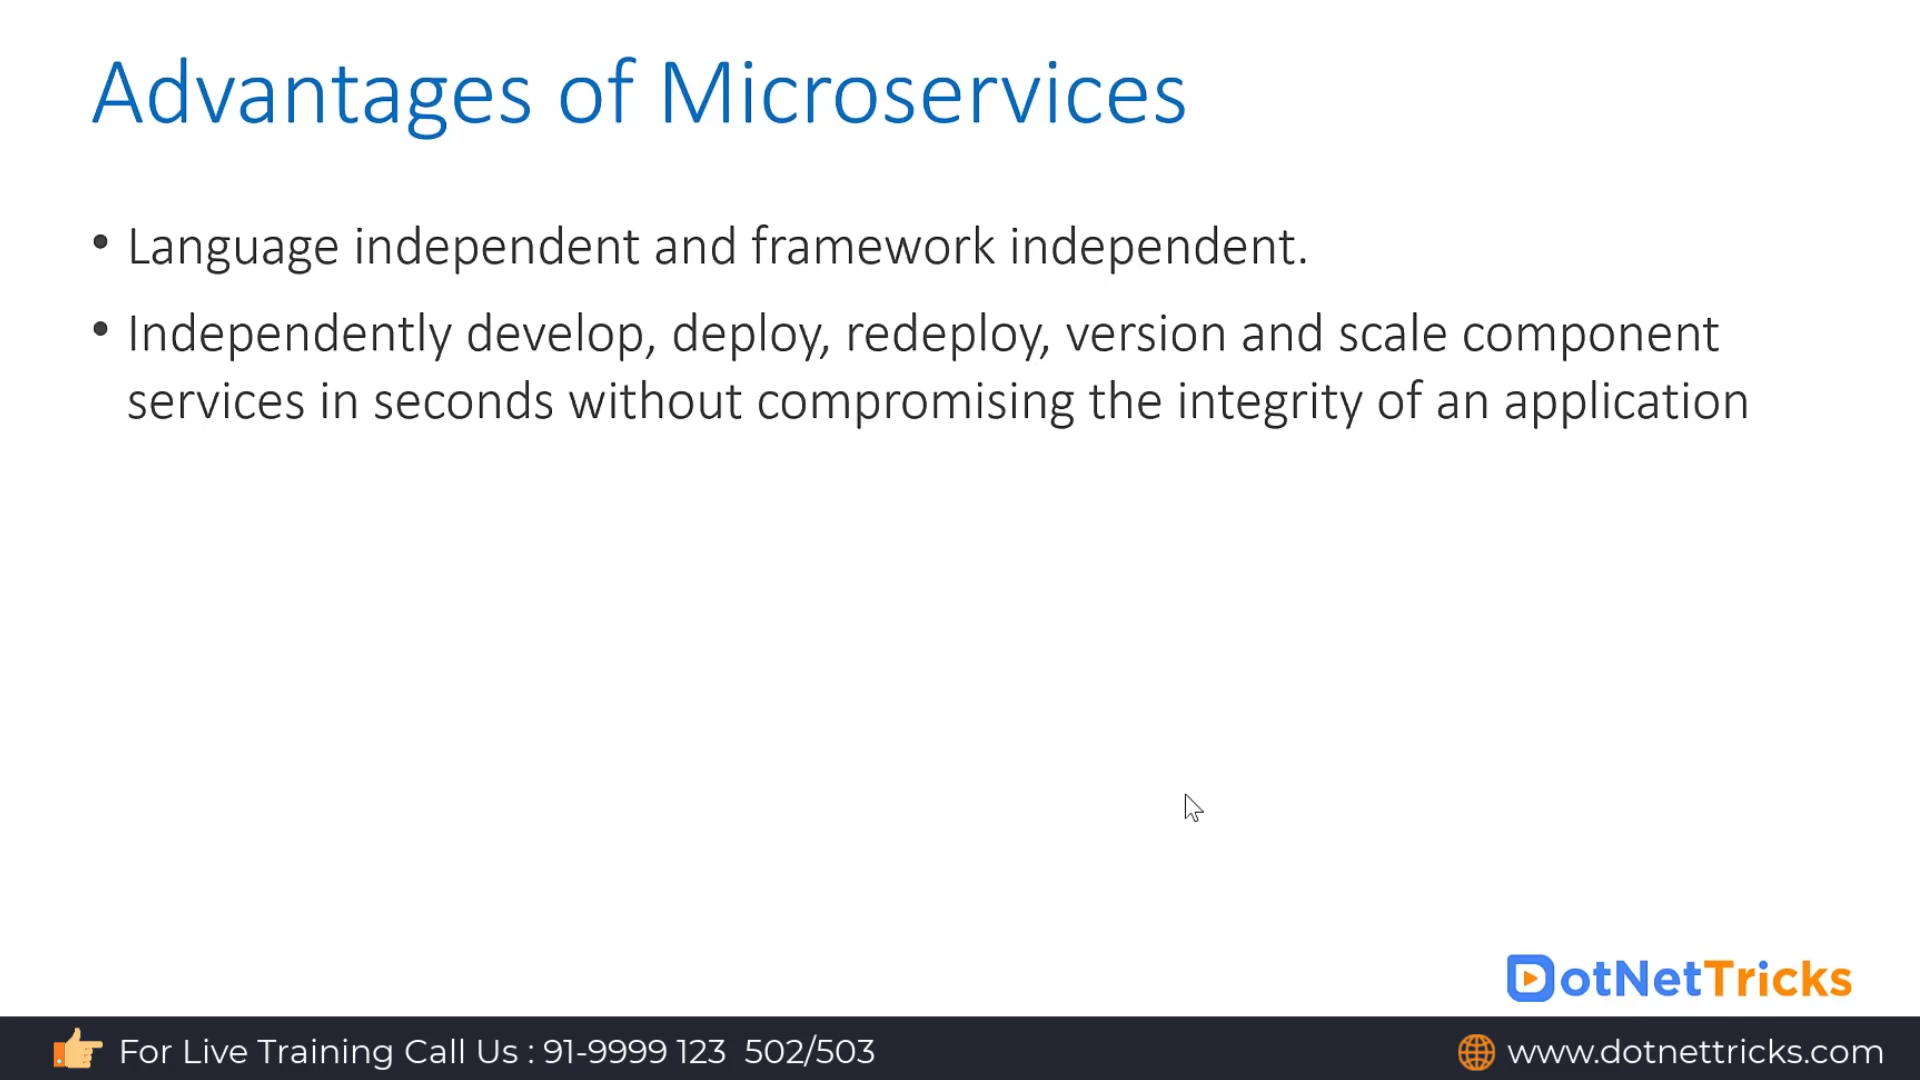 Advantages of Microservices
• Language independent and framework independent.
• Independently develop, deploy, redeploy, version and scale component
services in seconds without compromising the integrity of an application
DotNetTricks
For Live Training Call Us : 91-9999 123 502/503
www.dotnettricks.com